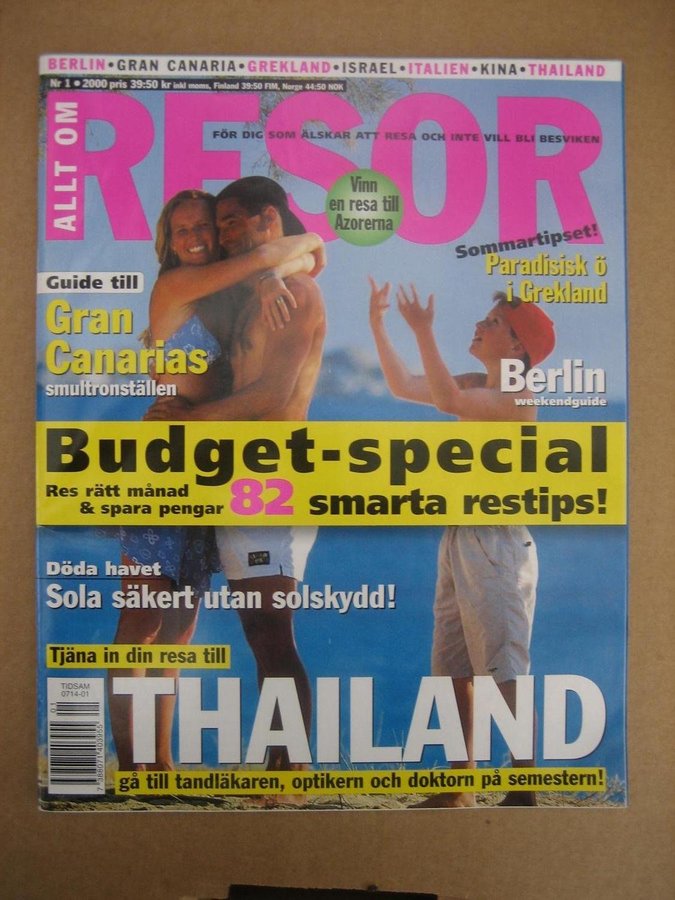 BERLIN•GRAN CANARIA•GREKLAND•ISRAEL•ITALIEN•KINA•THAILAND
Nr 1 • 2000 pris 39:50 kr inkl moms, Finland 39:50 FIM, Norge 44:50 NOK
ALLT OM
RESOR
FÖR DIG SOM ÄLSKAR ATT RESA OCH INTE VILL BLI BESVIKEN
Vinn
en resa till
Azorerna
Sommartipset!
Paradisisk ö
i Grekland
Guide till
Gran
Canarias
smultronställen
Berlin
weekendguide
Budget-special
Res rätt månad
& spara pengar
82 smarta restips!
Döda havet
Sola säkert utan solskydd!
Tjäna in din resa till
THAILAND
gå till tandläkaren, optikern och doktorn på semestern!
TIDSAM
0714-01
01
7 388071 403955